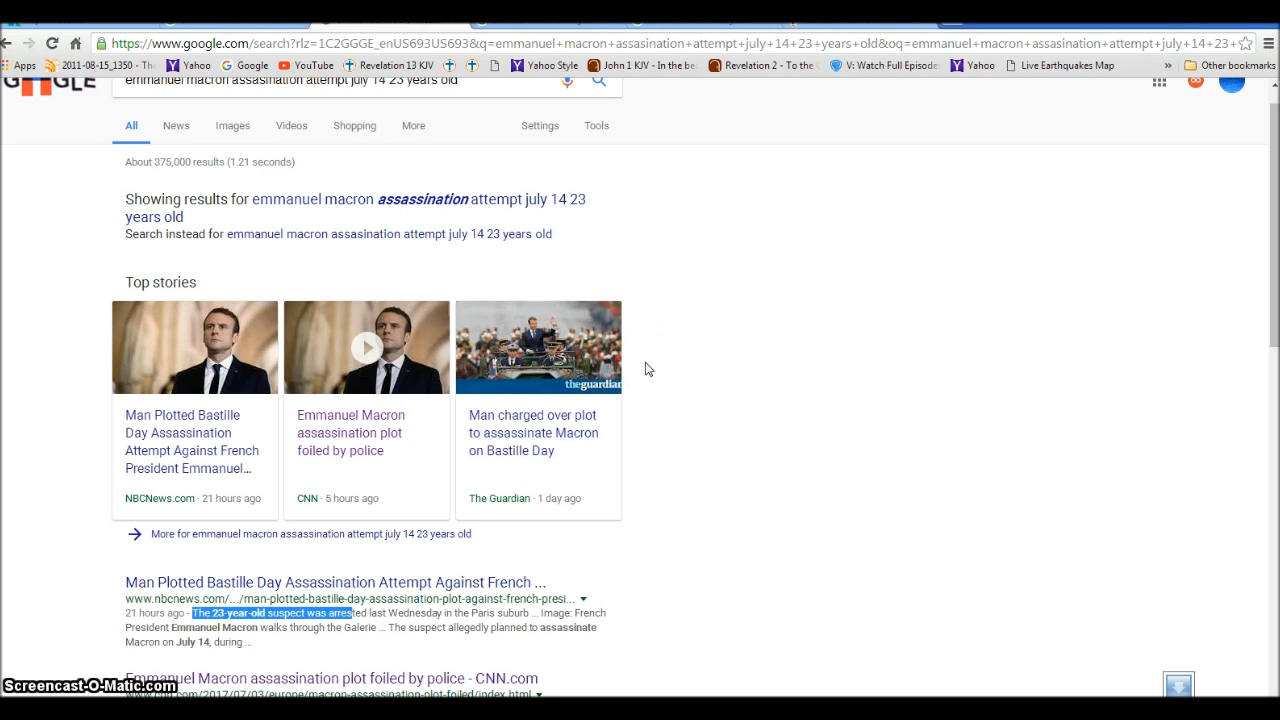 https://www.google.com/search?rlz=1C2GGGE_enUS693US693&q=emmanuel+macron+assasination+attempt+july+14+23+years+old&oq=emmanuel+macron+assasination+attempt+july+14+23+
Apps 2011-08-15_1350 - Th Yahoo Google YouTube Revelation 13 KJV John 1 KJV - In the be Yahoo Style Revelation 2 - To the V: Watch Full Episode Yahoo Live Earthquakes Map » Other bookmarks
emmanuel macron assasination attempt july 14 23 years old
All News Images Videos Shopping More Settings Tools
About 375,000 results (1.21 seconds)
Showing results for emmanuel macron assassination attempt july 14 23
years old
Search instead for emmanuel macron assasination attempt july 14 23 years old
Top stories
theguardian
Man Plotted Bastille
Day Assassination
Attempt Against French
President Emmanuel...
NBCNews.com · 21 hours ago
Emmanuel Macron
assassination plot
foiled by police
CNN · 5 hours ago
Man charged over plot
to assassinate Macron
on Bastille Day
The Guardian · 1 day ago
More for emmanuel macron assassination attempt july 14 23 years old
Man Plotted Bastille Day Assassination Attempt Against French ...
www.nbcnews.com/.../man-plotted-bastille-day-assassination-plot-against-french-presi...
21 hours ago - The 23-year-old suspect was arrested last Wednesday in the Paris suburb ... Image: French
President Emmanuel Macron walks through the Galerie ... The suspect allegedly planned to assassinate
Macron on July 14, during ...
Emmanuel Macron assassination plot foiled by police - CNN.com
www.cnn.com/2017/07/03/europe/macron-assassination-plot-foiled/index.html
Screencast-O-Matic.com